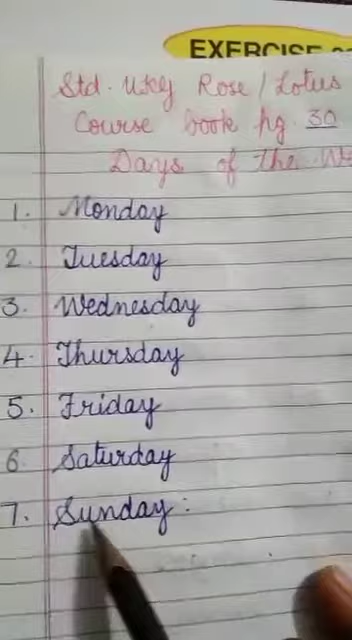 EXERCISE
Std. UKG Rose / Lotus
Course book pg. 30
Days of the
1. Monday
2. Tuesday
3. Wednesday
4. Thursday
5. Friday
6. Saturday
7. Sunday: